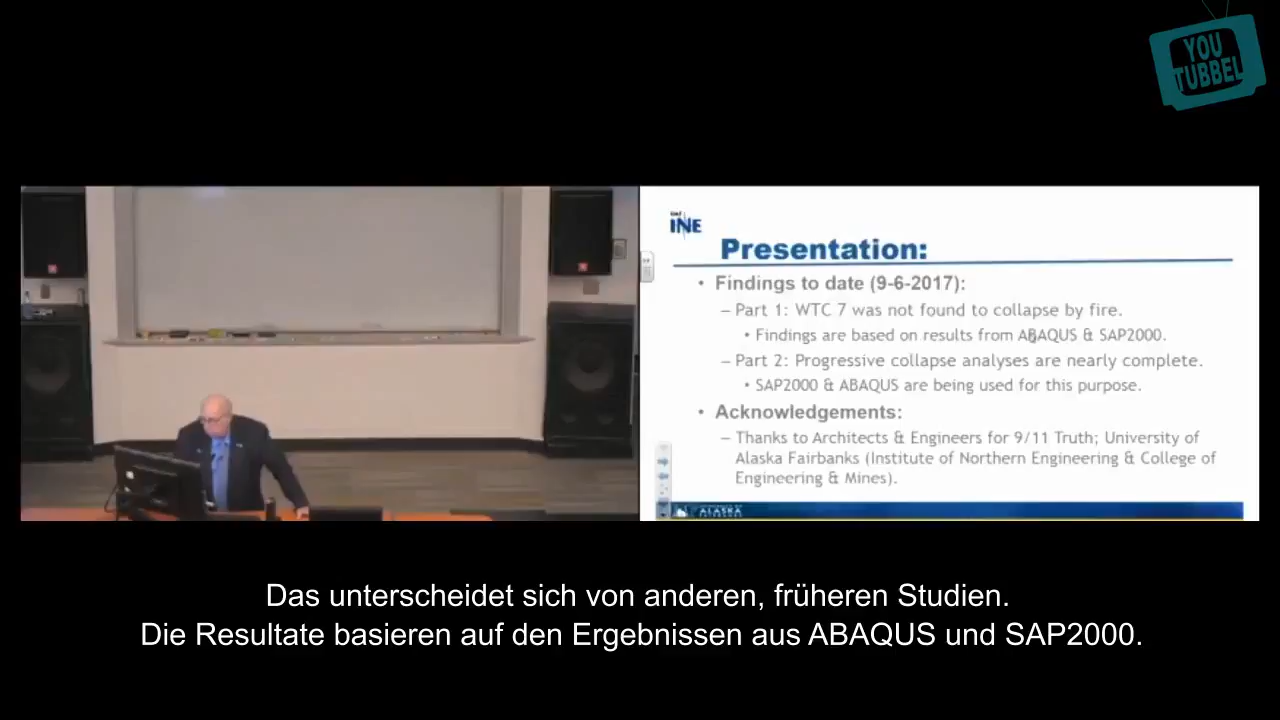 YOU
TUBBEL
INE
Presentation:
• Findings to date (9-6-2017):
– Part 1: WTC 7 was not found to collapse by fire.
• Findings are based on results from ABAQUS & SAP2000.
– Part 2: Progressive collapse analyses are nearly complete.
• SAP2000 & ABAQUS are being used for this purpose.
• Acknowledgements:
– Thanks to Architects & Engineers for 9/11 Truth; University of
Alaska Fairbanks (Institute of Northern Engineering & College of
Engineering & Mines).
ALASKA
Das unterscheidet sich von anderen, früheren Studien.
Die Resultate basieren auf den Ergebnissen aus ABAQUS und SAP2000.